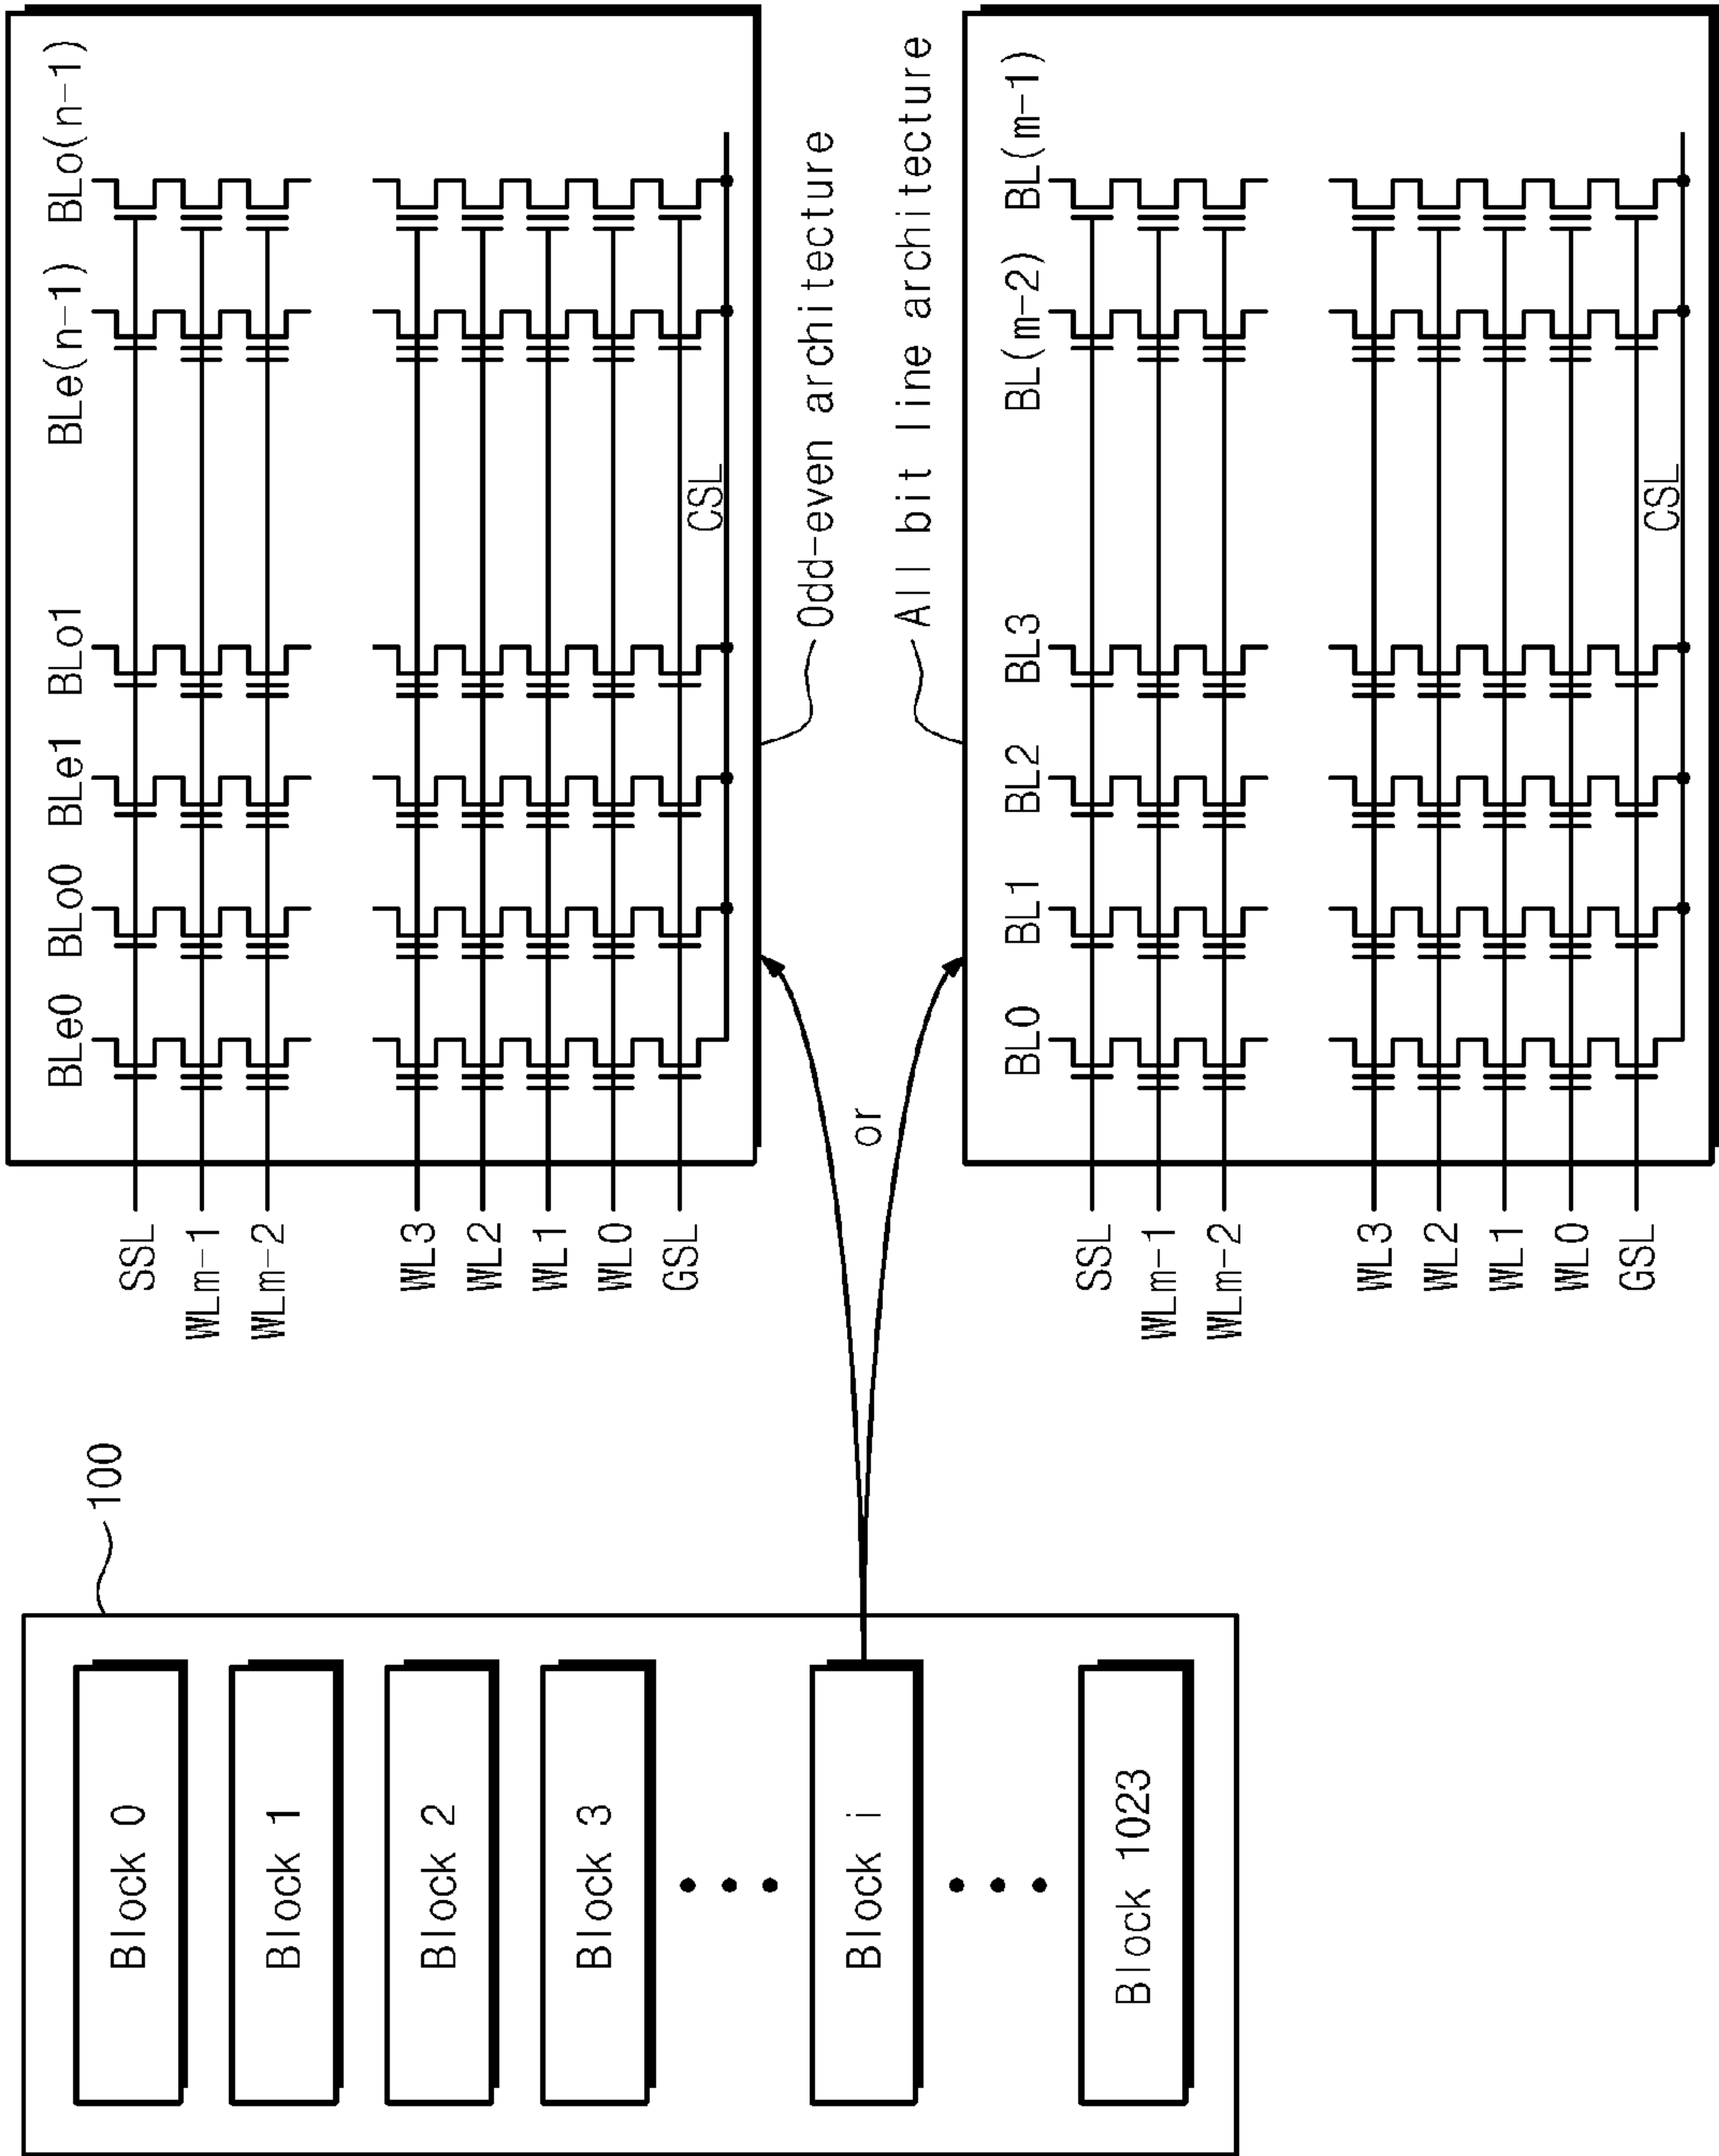 100
Block 0
Block 1
Block 2
Block 3
Block i
Block 1023
or
BLe0 BLo0 BLe1 BLo1 BLe(n-1) BLo(n-1)
SSL
WLm-1
WLm-2
WL3
WL2
WL1
WL0
GSL
CSL
Odd-even architecture
All bit line architecture
BL0 BL1 BL2 BL3 BL(m-2) BL(m-1)
SSL
WLm-1
WLm-2
WL3
WL2
WL1
WL0
GSL
CSL